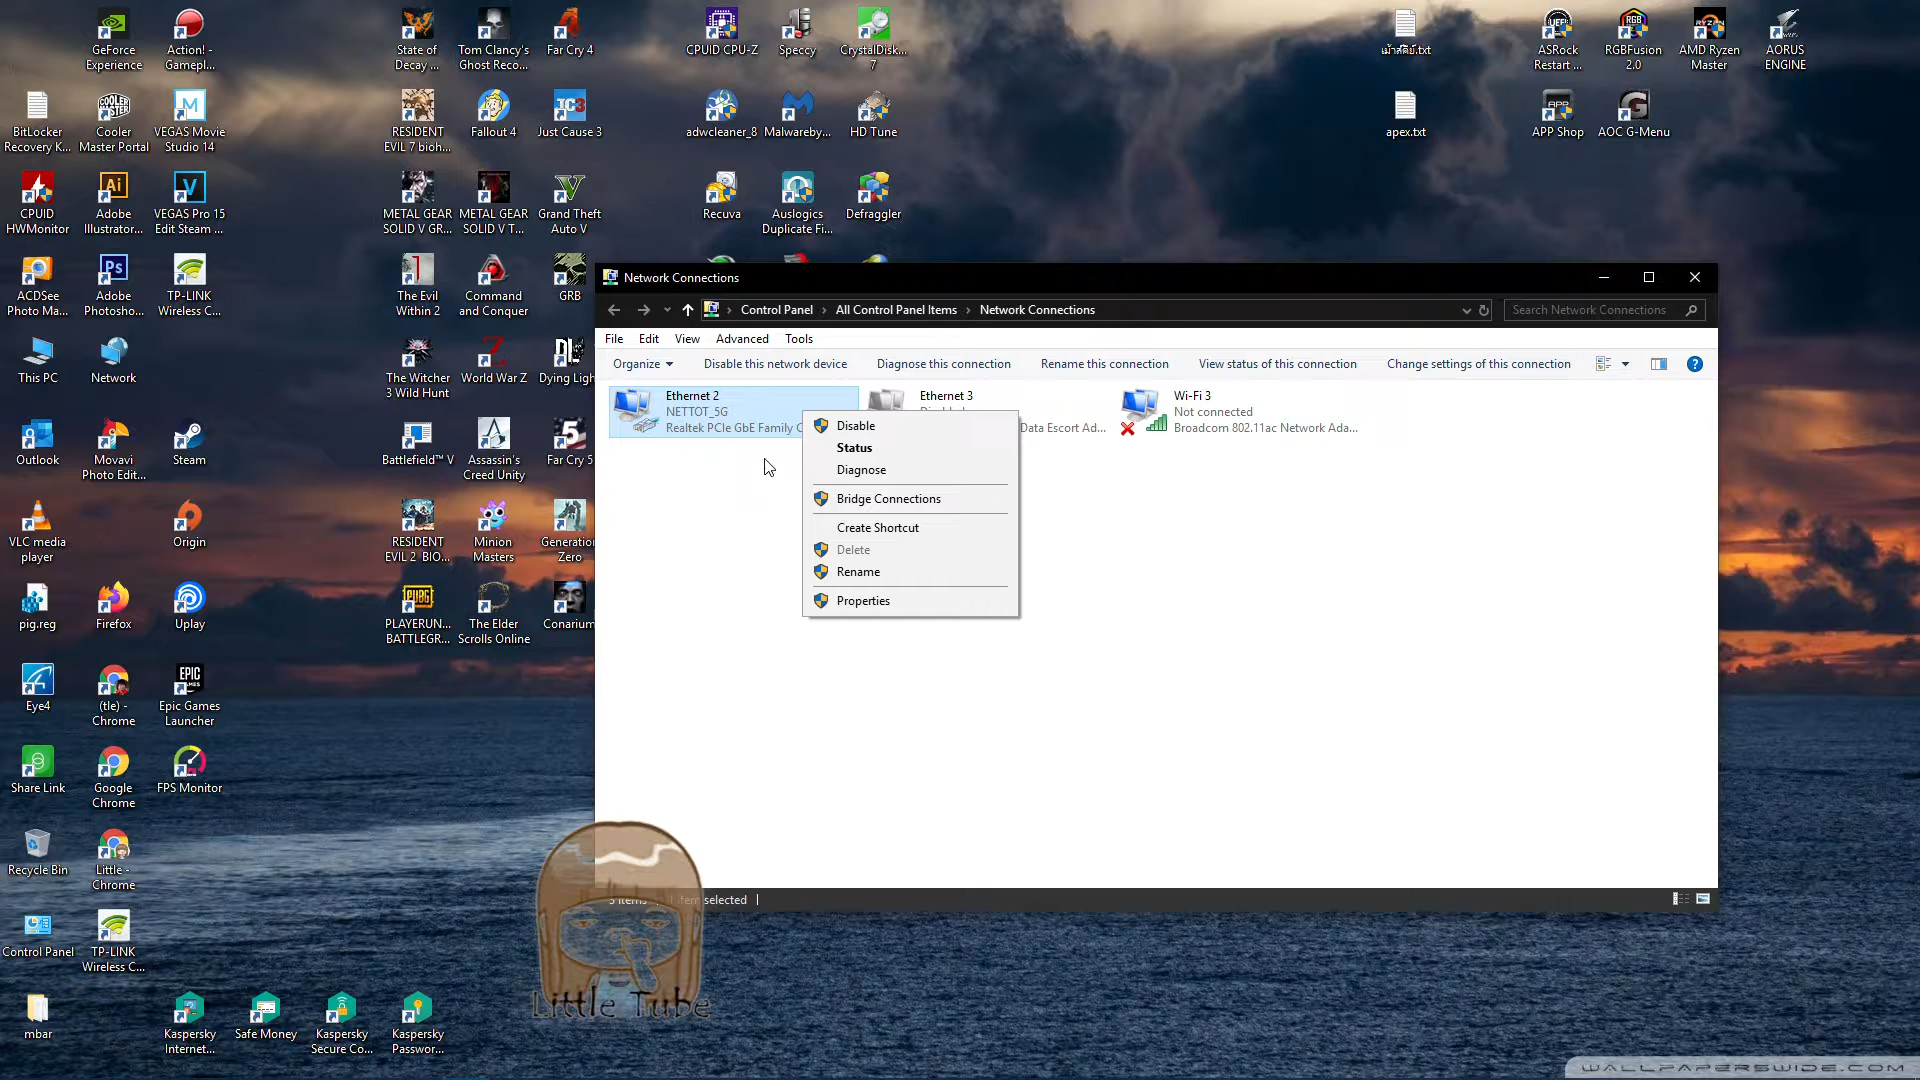 GeForce
Experience
Action! -
Gamepl...
State of
Decay ...
Tom Clancy's
Ghost Reco...
Far Cry 4
CPUID CPU-Z
Speccy
CrystalDisk...
7
apex.txt
ASRock
Restart ...
RGBFusion
2.0
AMD Ryzen
Master
AORUS
ENGINE
BitLocker
Recovery K...
Cooler
Master Portal
VEGAS Movie
Studio 14
RESIDENT
EVIL 7 bioh...
Fallout 4
Just Cause 3
adwcleaner_8
Malwareby...
HD Tune
APP Shop
AOC G-Menu
CPUID
HWMonitor
Adobe
Illustrator...
VEGAS Pro 15
Edit Steam ...
METAL GEAR
SOLID V GR...
METAL GEAR
SOLID V T...
Grand Theft
Auto V
Recuva
Auslogics
Duplicate Fi...
Defraggler
ACDSee
Photo Ma...
Adobe
Photosho...
TP-LINK
Wireless C...
The Evil
Within 2
Command
and Conquer
GRB
This PC
Network
The Witcher
3 Wild Hunt
World War Z
Dying Ligh
Outlook
Movavi
Photo Edit...
Steam
Battlefield™ V
Assassin's
Creed Unity
Far Cry 5
VLC media
player
Origin
RESIDENT
EVIL 2 BIO...
Minion
Masters
Generation
Zero
pig.reg
Firefox
Uplay
PLAYERUN...
BATTLEGR...
The Elder
Scrolls Online
Conarium
Eye4
(tle) -
Chrome
Epic Games
Launcher
Share Link
Google
Chrome
FPS Monitor
Recycle Bin
Little -
Chrome
Control Panel
TP-LINK
Wireless C...
mbar
Kaspersky
Internet...
Safe Money
Kaspersky
Secure Co...
Kaspersky
Passwor...
Network Connections
Control Panel > All Control Panel Items > Network Connections
Search Network Connections
File Edit View Advanced Tools
Organize Disable this network device Diagnose this connection Rename this connection View status of this connection Change settings of this connection
Ethernet 2
NETTOT_5G
Realtek PCIe GbE Family C
Ethernet 3
Data Escort Ad...
Wi-Fi 3
Not connected
Broadcom 802.11ac Network Ada...
Disable
Status
Diagnose
Bridge Connections
Create Shortcut
Delete
Rename
Properties
3 items 1 item selected
Little Tube
WALLPAPERSWIDE.COM